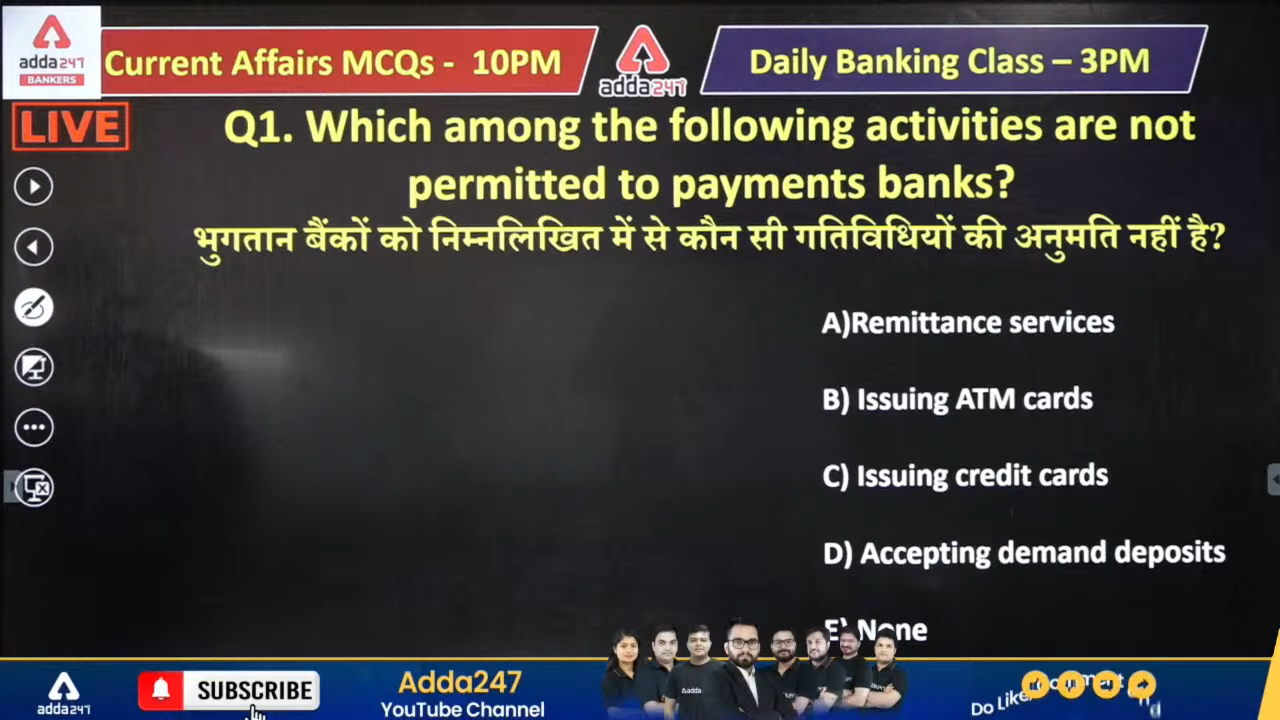 adda247
BANKERS
Current Affairs MCQs - 10PM
adda247
Daily Banking Class – 3PM
LIVE
Q1. Which among the following activities are not
permitted to payments banks?
भुगतान बैंकों को निम्नलिखित में से कौन सी गतिविधियों की अनुमति नहीं है?
A)Remittance services
B) Issuing ATM cards
C) Issuing credit cards
D) Accepting demand deposits
E) None
adda247
SUBSCRIBE
Adda247
YouTube Channel
Do Like